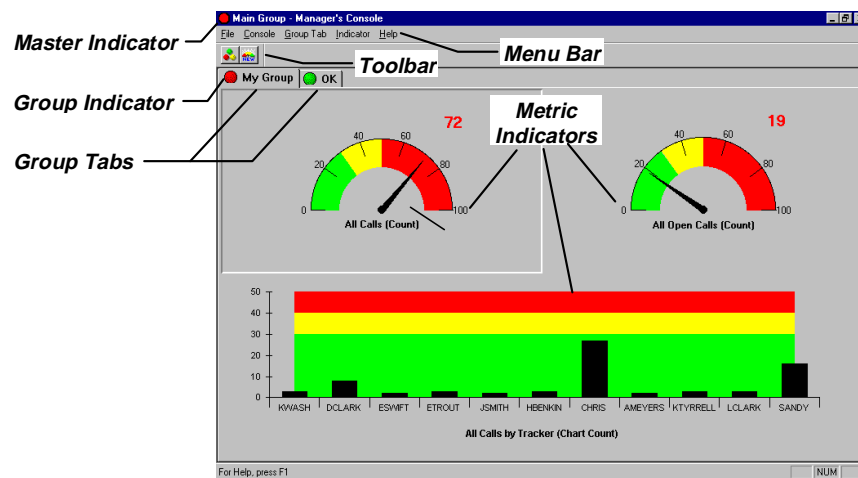 Main Group - Manager's Console
File Console Group Tab Indicator Help
Master Indicator
Menu Bar
NEW
Toolbar
My Group
OK
Group Indicator
Metric
Indicators
Group Tabs
72
0
20
40
60
80
100
All Calls (Count)
19
0
20
40
60
80
100
All Open Calls (Count)
50
40
30
20
10
0
KWASH DCLARK ESWIFT ETROUT JSMITH HBENKIN CHRIS AMEYERS KTYRRELL LCLARK SANDY
All Calls by Tracker (Chart Count)
For Help, press F1
NUM